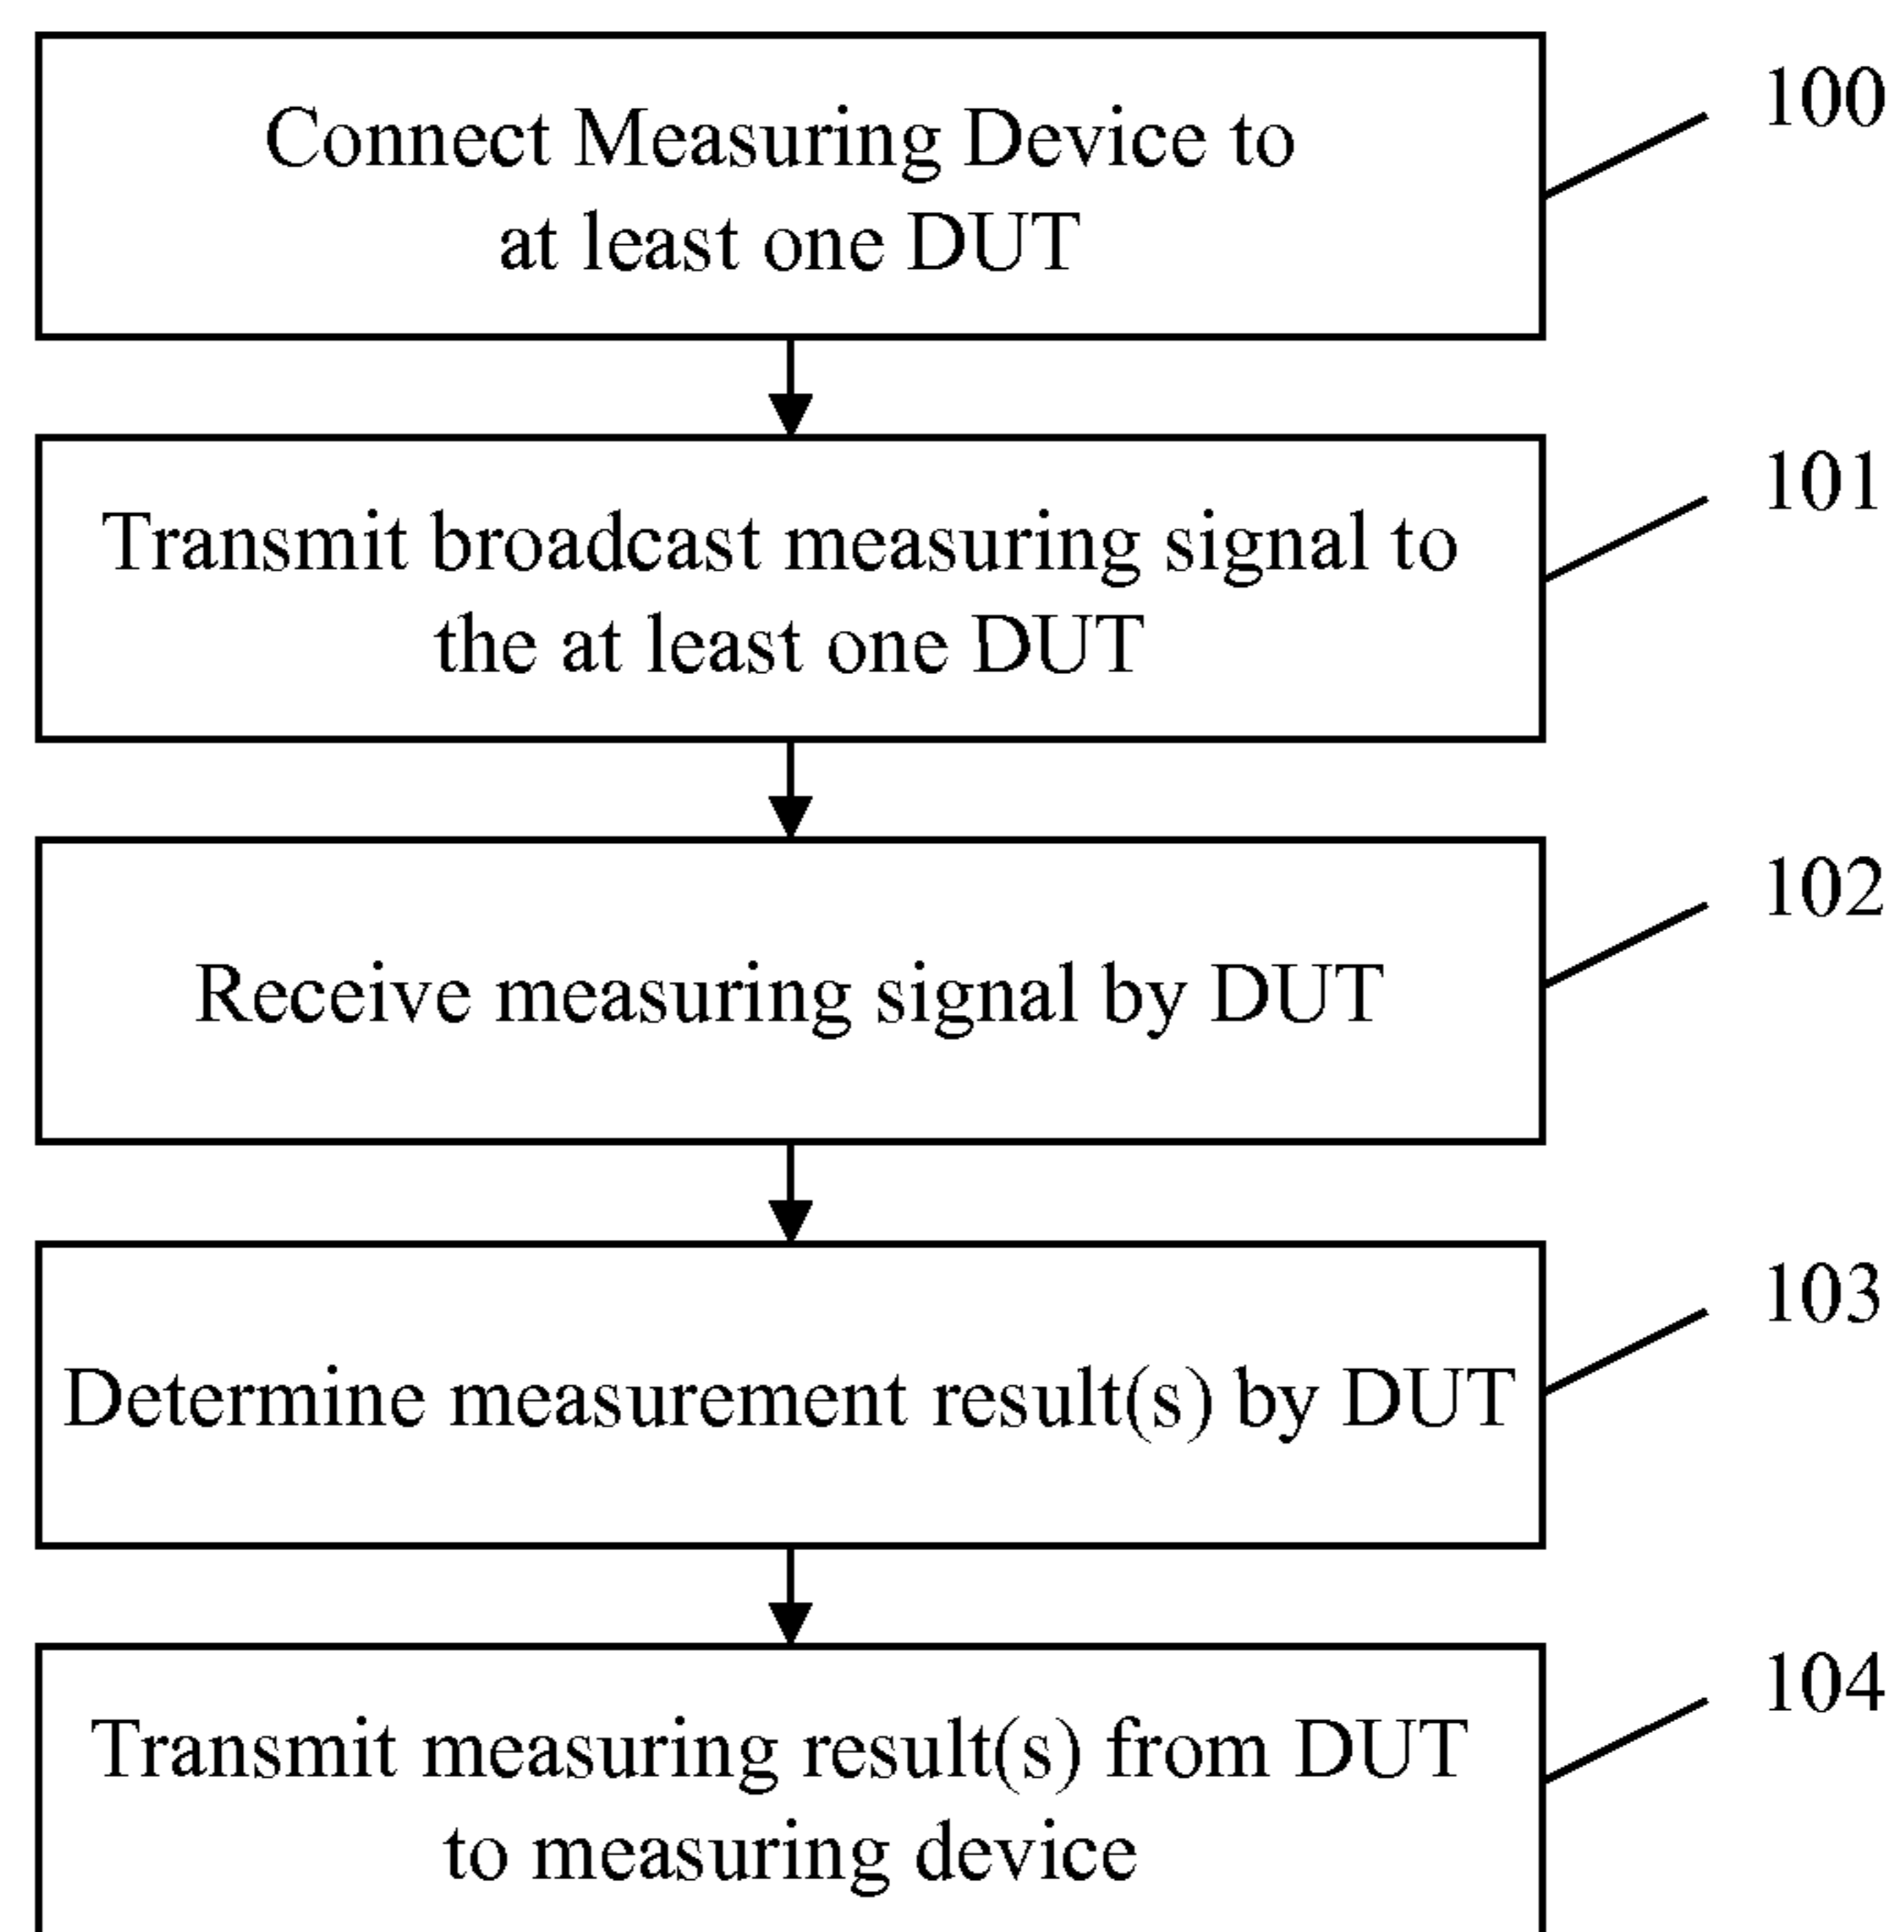 Connect Measuring Device to
at least one DUT
100
Transmit broadcast measuring signal to
the at least one DUT
101
Receive measuring signal by DUT
102
Determine measurement result(s) by DUT
103
Transmit measuring result(s) from DUT
to measuring device
104